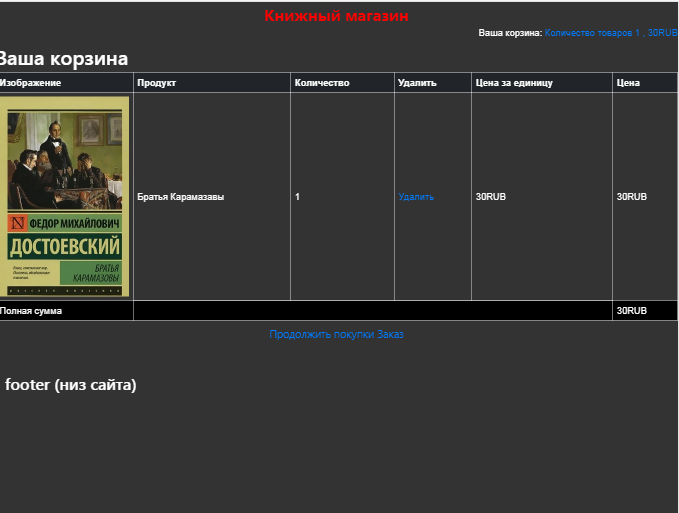 Книжный магазин
Ваша корзина: Количество товаров 1 , 30RUB
Ваша корзина
Изображение Продукт Количество Удалить Цена за единицу Цена
ФЕДОР МИХАЙЛОВИЧ
ДОСТОЕВСКИЙ
БРАТЬЯ
КАРАМАЗОВЫ
Братья Карамазавы 1 Удалить 30RUB 30RUB
Полная сумма 30RUB
Продолжить покупки Заказ
footer (низ сайта)